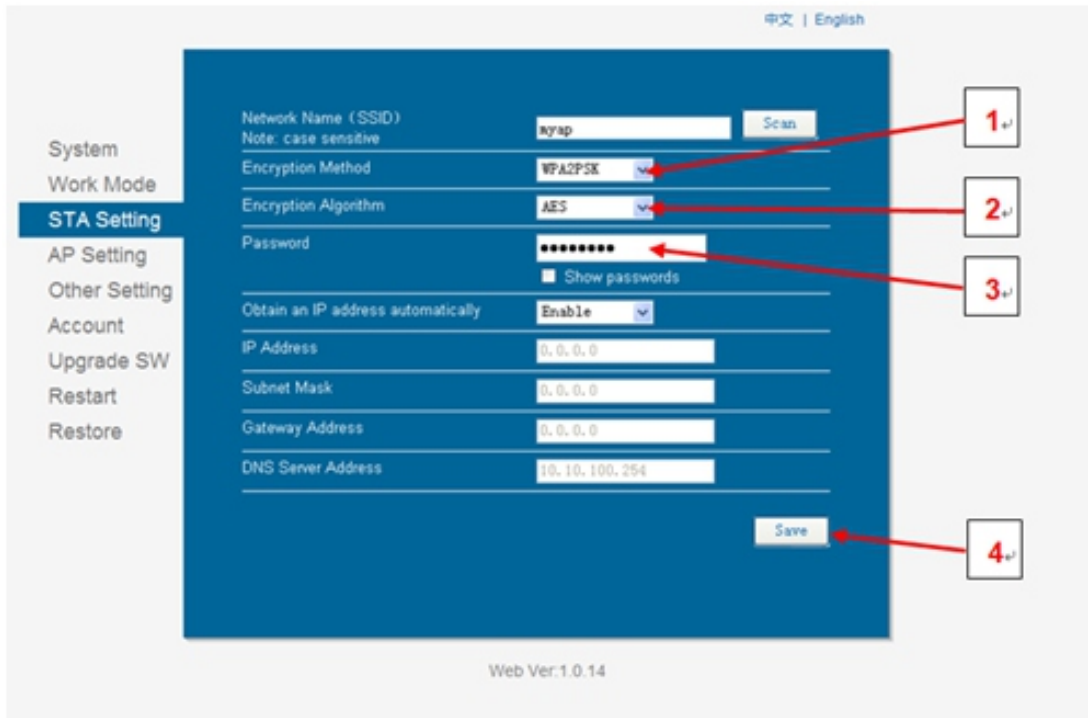 中文 | English
System
Work Mode
STA Setting
AP Setting
Other Setting
Account
Upgrade SW
Restart
Restore
Network Name (SSID)
Note: case sensitive
myap
Scan
Encryption Method
WPA2PSK
Encryption Algorithm
AES
Password
●●●●●●●●
Show passwords
Obtain an IP address automatically
Enable
IP Address
0.0.0.0
Subnet Mask
0.0.0.0
Gateway Address
0.0.0.0
DNS Server Address
10.10.100.254
Save
1↵
2↵
3↵
4↵
Web Ver:1.0.14